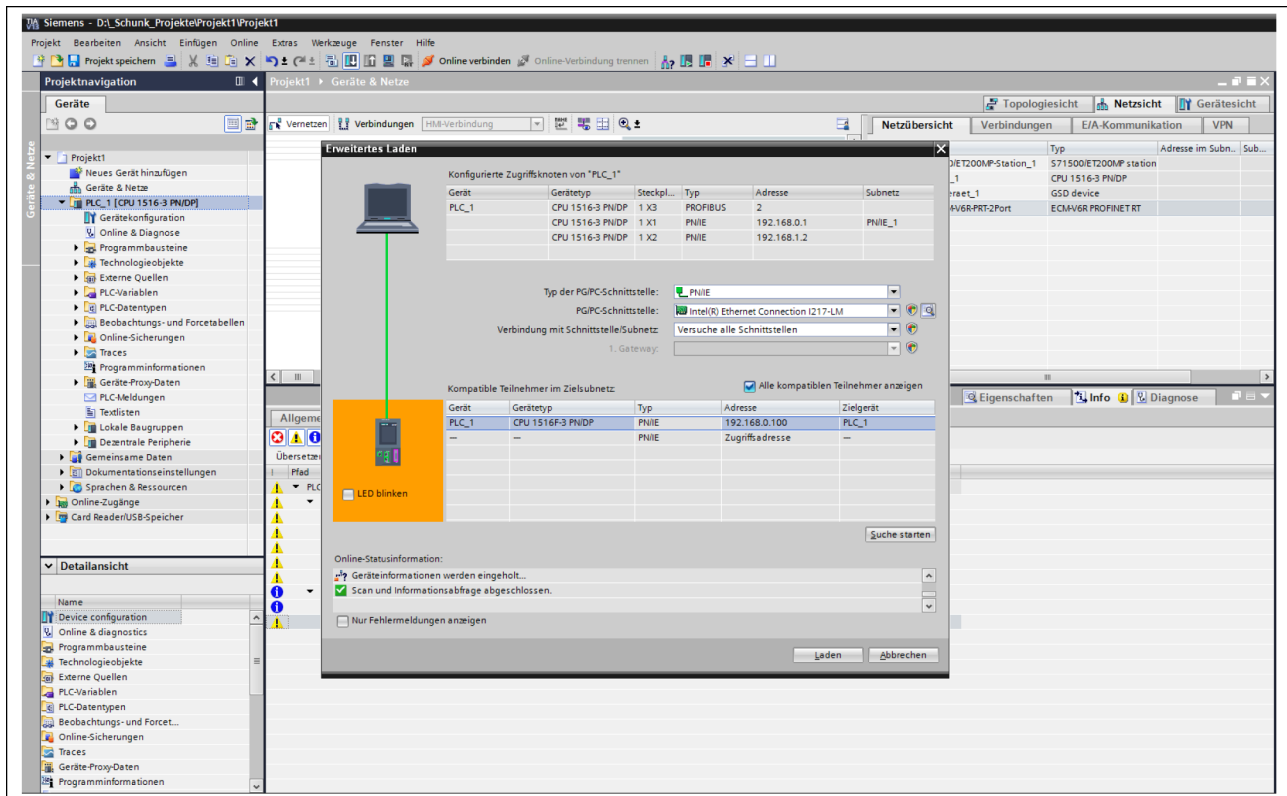 Siemens - D:\_Schunk_Projekte\Projekt1\Projekt1
Projekt Bearbeiten Ansicht Einfügen Online Extras Werkzeuge Fenster Hilfe
Projekt speichern Online verbinden Online-Verbindung trennen
Projektnavigation
Projekt1 Geräte & Netze
Geräte
Topologiesicht Netzsicht Gerätesicht
Vernetzen Verbindungen HMI-Verbindung
Netzübersicht Verbindungen E/A-Kommunikation VPN
Geräte & Netze
Projekt1
Neues Gerät hinzufügen
Geräte & Netze
PLC_1 [CPU 1516-3 PN/DP]
Gerätekonfiguration
Online & Diagnose
Programmbausteine
Technologieobjekte
Externe Quellen
PLC-Variablen
PLC-Datentypen
Beobachtungs- und Forcetabellen
Online-Sicherungen
Traces
Programminformationen
Geräte-Proxy-Daten
PLC-Meldungen
Textlisten
Lokale Baugruppen
Dezentrale Peripherie
Gemeinsame Daten
Dokumentationseinstellungen
Sprachen & Ressourcen
Online-Zugänge
Card Reader/USB-Speicher
Detailansicht
Name
Device configuration
Online & diagnostics
Programmbausteine
Technologieobjekte
Externe Quellen
PLC-Variablen
PLC-Datentypen
Beobachtungs- und Forcet...
Online-Sicherungen
Traces
Geräte-Proxy-Daten
Programminformationen
Typ Adresse im Subn.. Sub...
/ET200MP-Station_1 S71500/ET200MP station
_1 CPU 1516-3 PN/DP
raet_1 GSD device
-V6R-PRT-2Port ECM-V6R PROFINET RT
Eigenschaften Info Diagnose
Allgeme
Übersetze
! Pfad
PLC
Erweitertes Laden
Konfigurierte Zugriffsknoten von "PLC_1"
Gerät Gerätetyp Steckpl... Typ Adresse Subnetz
PLC_1 CPU 1516-3 PN/DP 1 X3 PROFIBUS 2
CPU 1516-3 PN/DP 1 X1 PN/IE 192.168.0.1 PN/IE_1
CPU 1516-3 PN/DP 1 X2 PN/IE 192.168.1.2
Typ der PG/PC-Schnittstelle: PN/IE
PG/PC-Schnittstelle: Intel(R) Ethernet Connection I217-LM
Verbindung mit Schnittstelle/Subnetz: Versuche alle Schnittstellen
1. Gateway:
Kompatible Teilnehmer im Zielsubnetz: Alle kompatiblen Teilnehmer anzeigen
Gerät Gerätetyp Typ Adresse Zielgerät
PLC_1 CPU 1516F-3 PN/DP PN/IE 192.168.0.100 PLC_1
— — PN/IE Zugriffsadresse —
LED blinken
Suche starten
Online-Statusinformation:
Geräteinformationen werden eingeholt...
Scan und Informationsabfrage abgeschlossen.
Nur Fehlermeldungen anzeigen
Laden Abbrechen